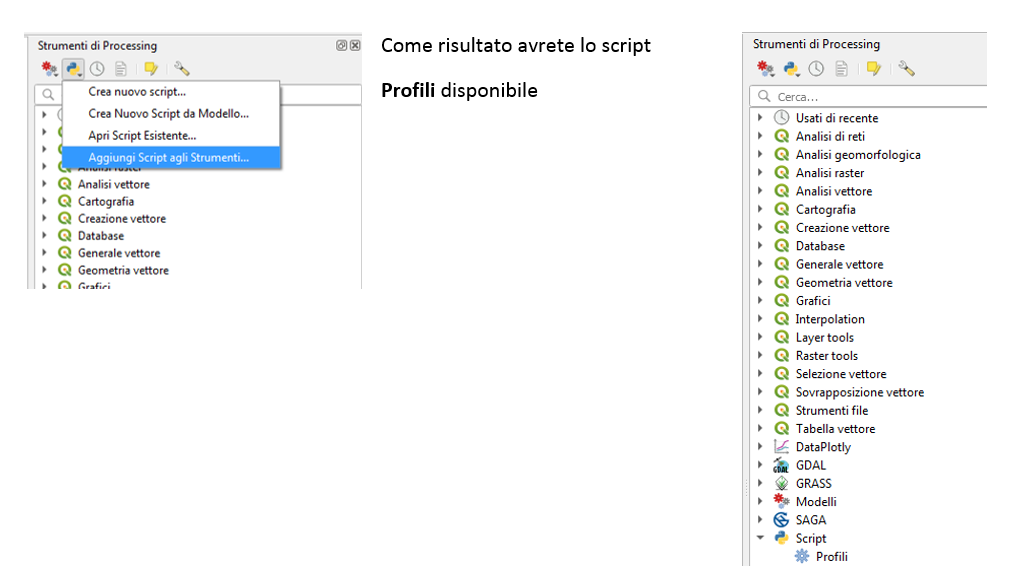 Strumenti di Processing
Crea nuovo script...
Crea Nuovo Script da Modello...
Apri Script Esistente...
Aggiungi Script agli Strumenti...
Analisi raster
Analisi vettore
Cartografia
Creazione vettore
Database
Generale vettore
Geometria vettore
Grafici
Come risultato avrete lo script
Profili disponibile
Strumenti di Processing
Cerca...
Usati di recente
Analisi di reti
Analisi geomorfologica
Analisi raster
Analisi vettore
Cartografia
Creazione vettore
Database
Generale vettore
Geometria vettore
Grafici
Interpolation
Layer tools
Raster tools
Selezione vettore
Sovrapposizione vettore
Strumenti file
Tabella vettore
DataPlotly
GDAL
GRASS
Modelli
SAGA
Script
Profili